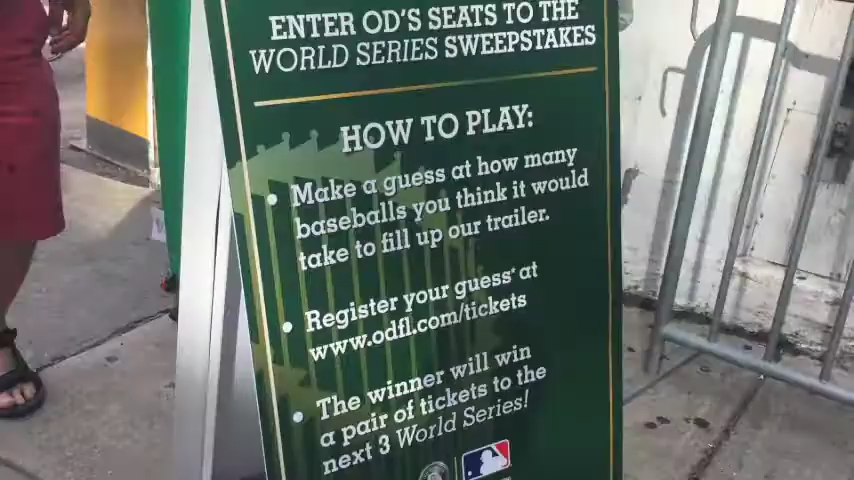 ENTER OD'S SEATS TO THE
WORLD SERIES SWEEPSTAKES
HOW TO PLAY:
• Make a guess at how many
baseballs you think it would
take to fill up our trailer.
• Register your guess* at
www.odfl.com/tickets
• The winner will win
a pair of tickets to the
next 3 World Series!